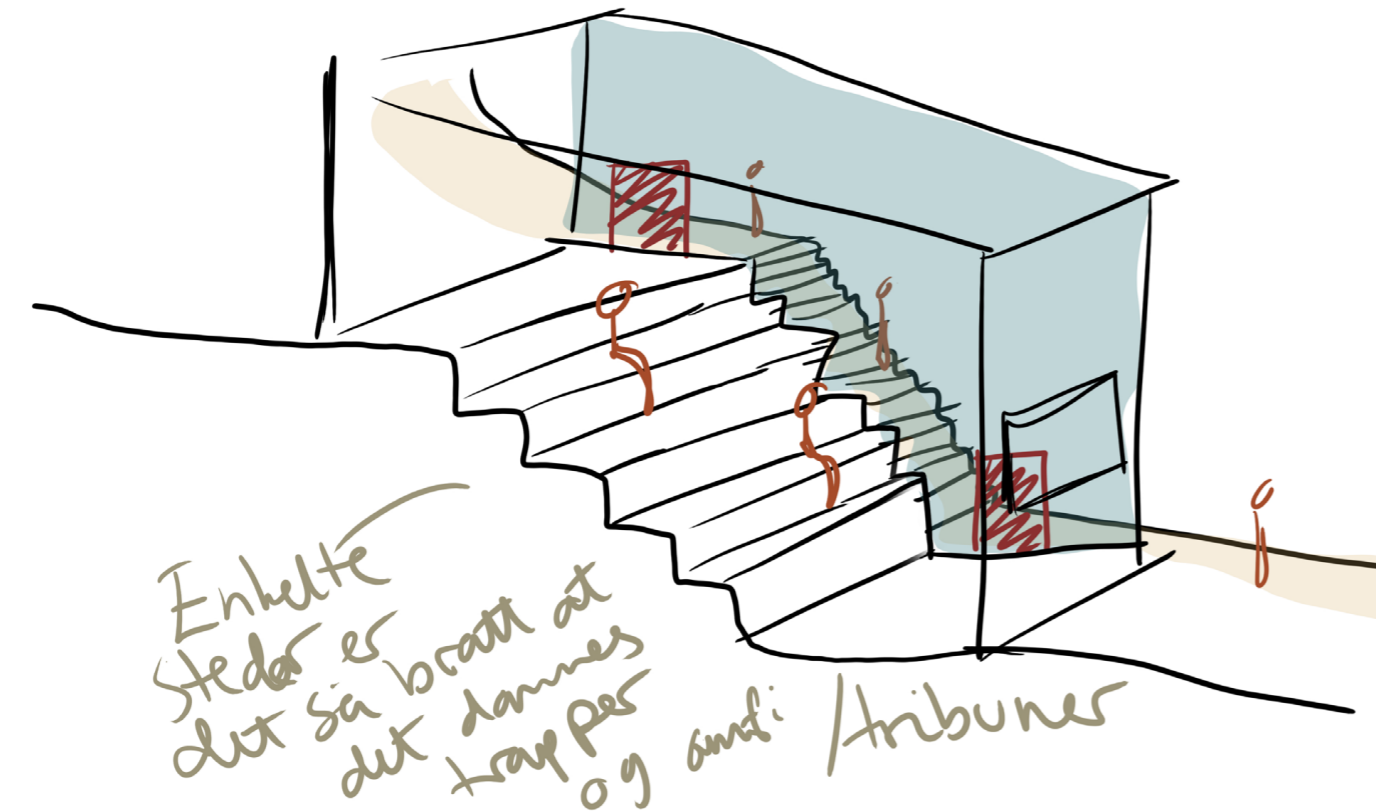 Enkelte
steder er
det så bratt at
det dannes
trapper
og amfi /tribuner